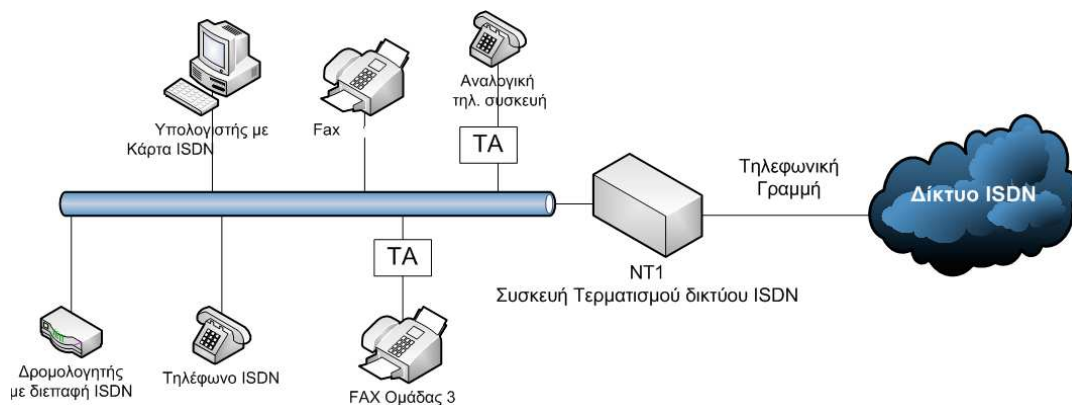 Υπολογιστής με
Κάρτα ISDN
Fax
Αναλογική
τηλ. συσκευή
TA
Τηλεφωνική
Γραμμή
Δίκτυο ISDN
TA
NT1
Συσκευή Τερματισμού δικτύου ISDN
Δρομολογητής
με διεπαφή ISDN
Τηλέφωνο ISDN
FAX Ομάδας 3